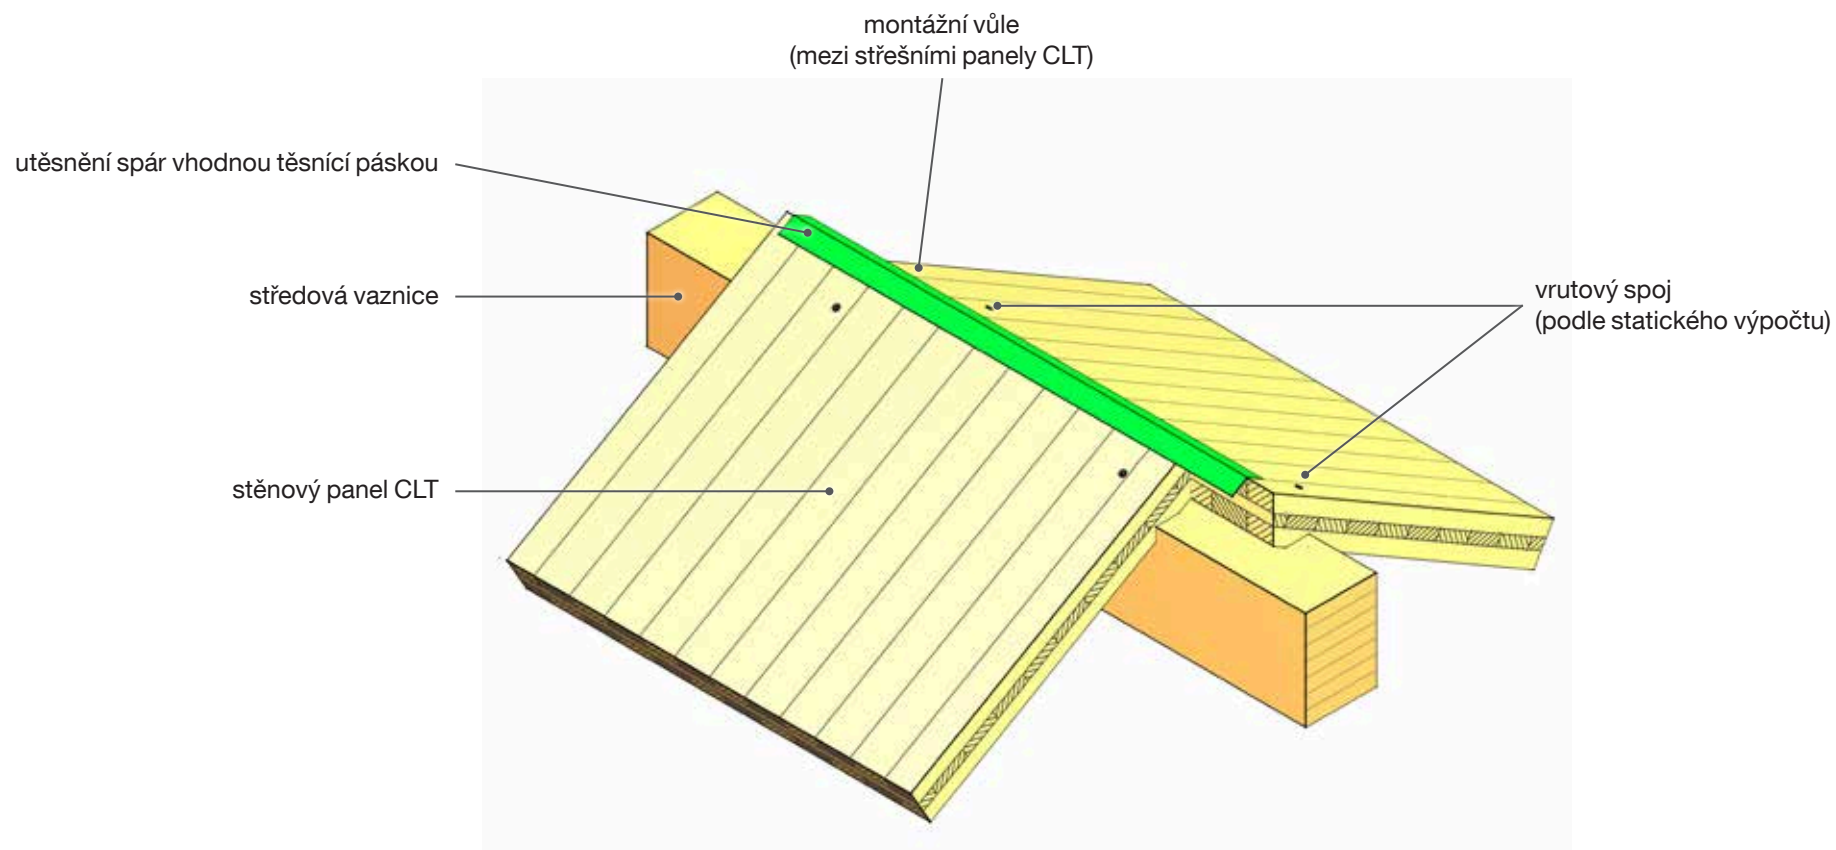 montážní vůle
(mezi střešními panely CLT)
utěsnění spár vhodnou těsnící páskou
středová vaznice
vrutový spoj
(podle statického výpočtu)
stěnový panel CLT